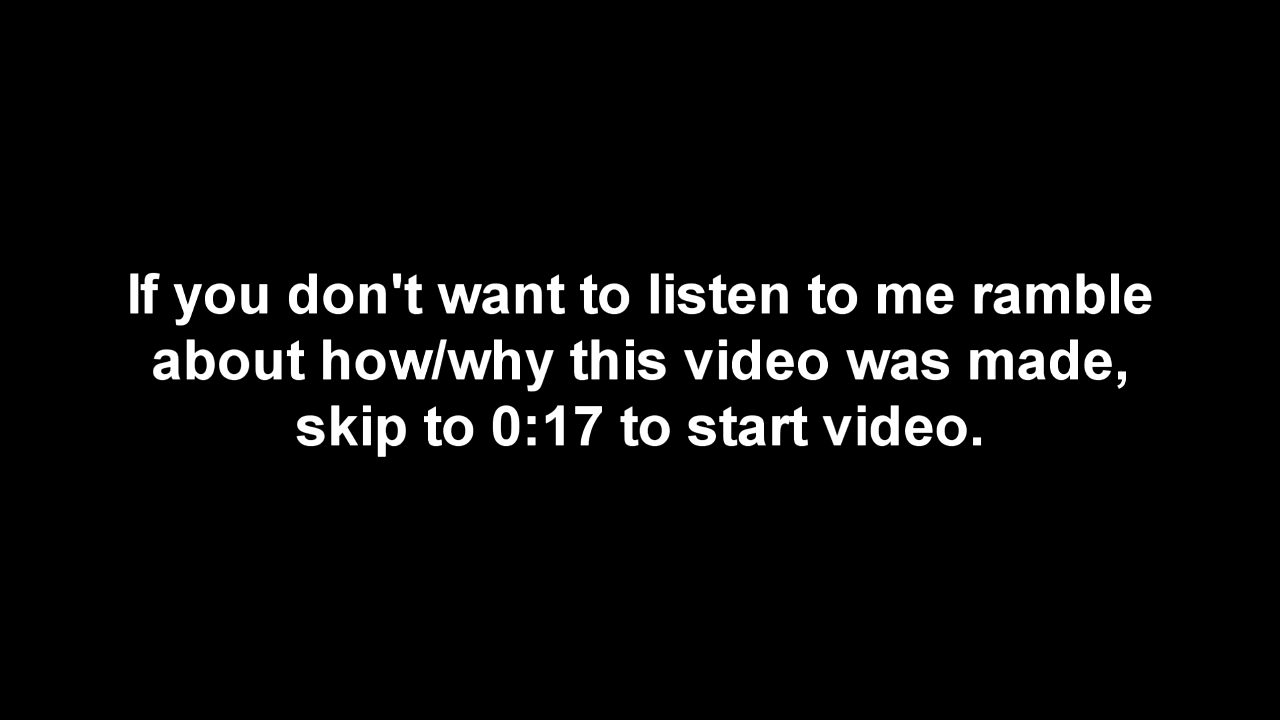 If you don't want to listen to me ramble
about how/why this video was made,
skip to 0:17 to start video.